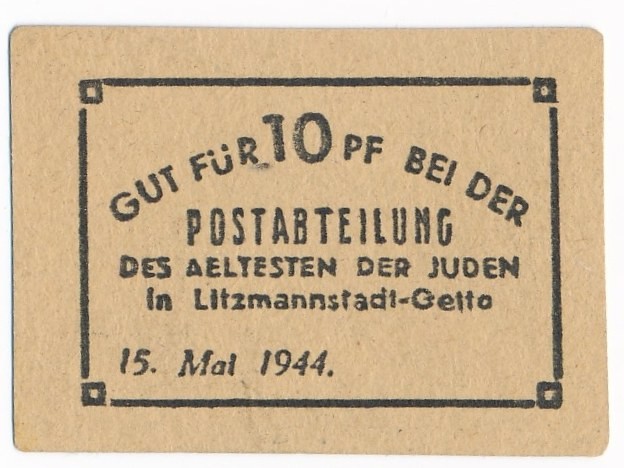 GUT FÜR 10 PF BEI DER
POSTABTEILUNG
DES AELTESTEN DER JUDEN
in Litzmannstadt-Getto
15. Mai 1944.